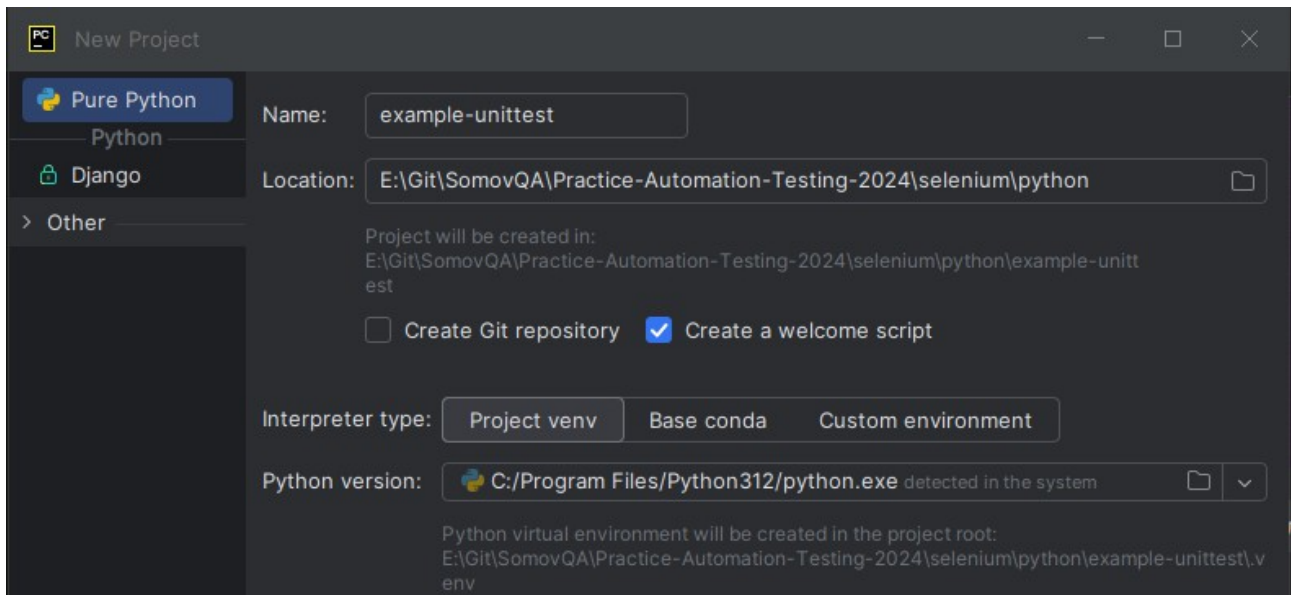 PC
New Project
Pure Python
Python
Django
Other
Name:
example-unittest
Location:
E:\Git\SomovQA\Practice-Automation-Testing-2024\selenium\python
Project will be created in:
E:\Git\SomovQA\Practice-Automation-Testing-2024\selenium\python\example-unitt
est
Create Git repository
Create a welcome script
Interpreter type:
Project venv
Base conda
Custom environment
Python version:
C:/Program Files/Python312/python.exe detected in the system
Python virtual environment will be created in the project root:
E:\Git\SomovQA\Practice-Automation-Testing-2024\selenium\python\example-unittest\.v
env